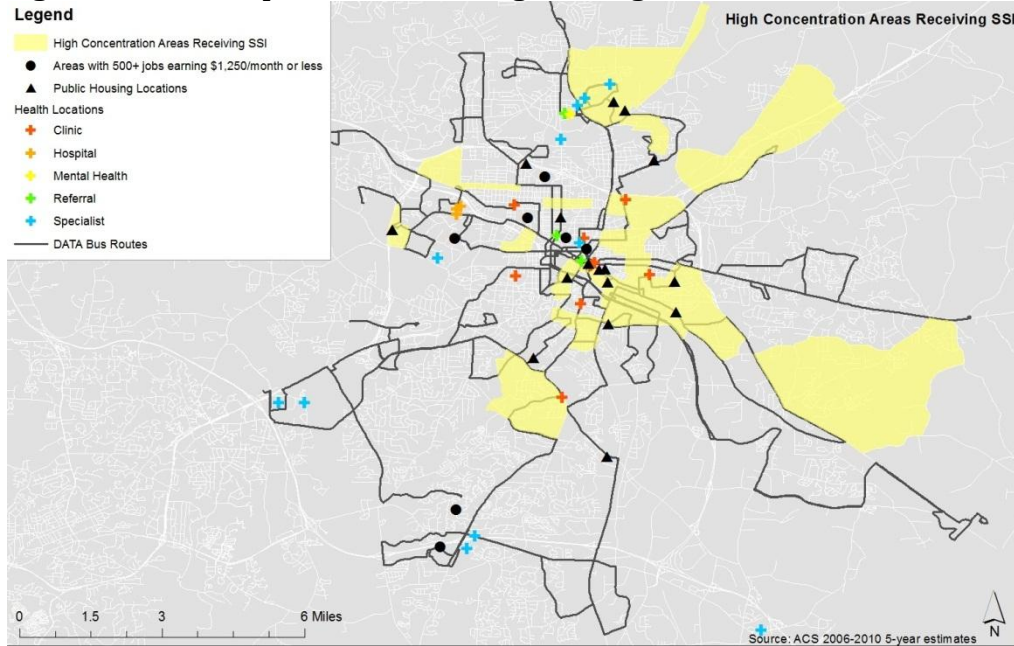 Legend
High Concentration Areas Receiving SSI
Areas with 500+ jobs earning $1,250/month or less
Public Housing Locations
Health Locations
Clinic
Hospital
Mental Health
Referral
Specialist
DATA Bus Routes
High Concentration Areas Receiving SSI
0 1.5 3 6 Miles
N
Source: ACS 2006-2010 5-year estimates